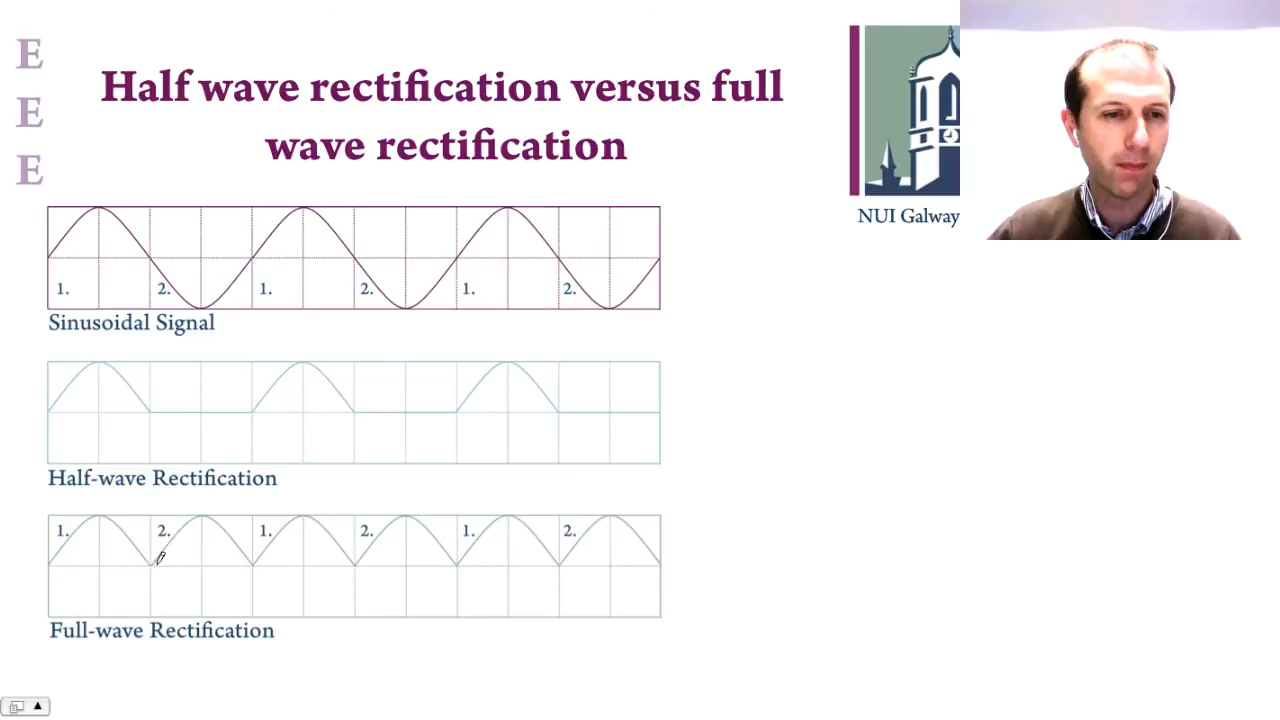 E
E
E
Half wave rectification versus full
wave rectification
NUI Galway
1. 2. 1. 2. 1. 2.
Sinusoidal Signal
Half-wave Rectification
1. 2. 1. 2. 1. 2.
Full-wave Rectification